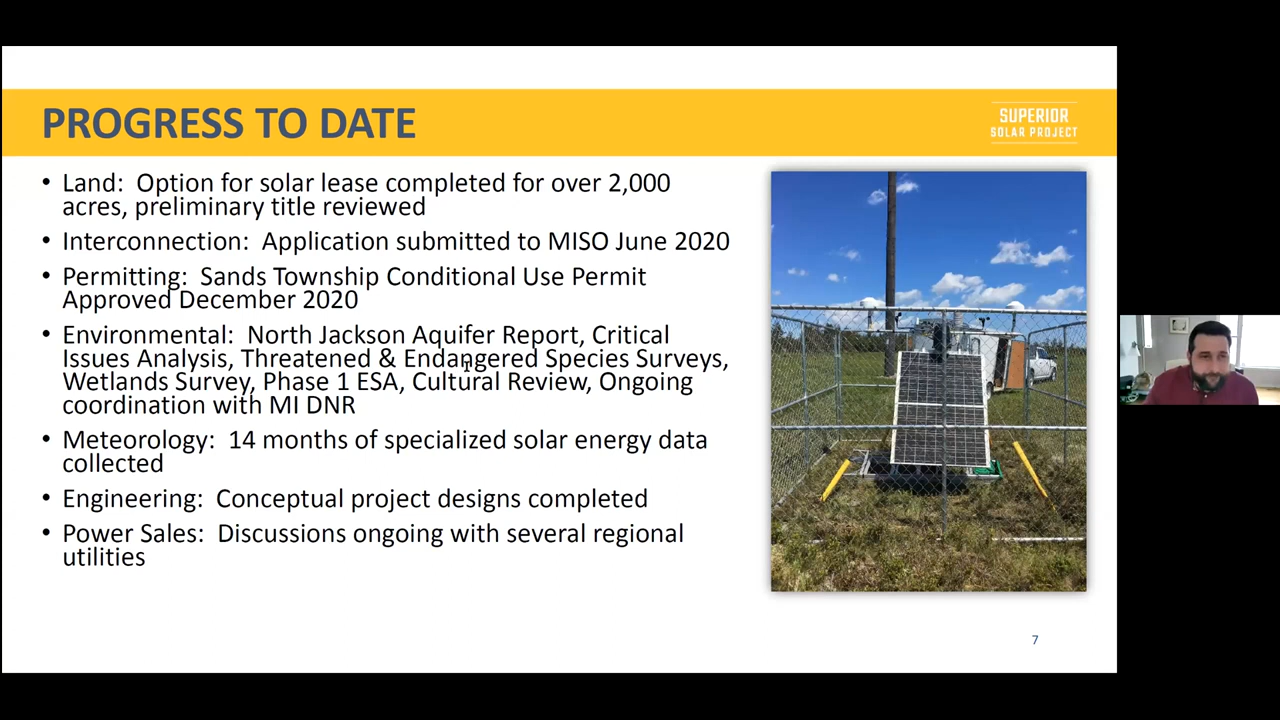 PROGRESS TO DATE
SUPERIOR
SOLAR PROJECT
• Land:  Option for solar lease completed for over 2,000
acres, preliminary title reviewed
• Interconnection:  Application submitted to MISO June 2020
• Permitting:  Sands Township Conditional Use Permit
Approved December 2020
• Environmental:  North Jackson Aquifer Report, Critical
Issues Analysis, Threatened & Endangered Species Surveys,
Wetlands Survey, Phase 1 ESA, Cultural Review, Ongoing
coordination with MI DNR
• Meteorology:  14 months of specialized solar energy data
collected
• Engineering:  Conceptual project designs completed
• Power Sales:  Discussions ongoing with several regional
utilities
7